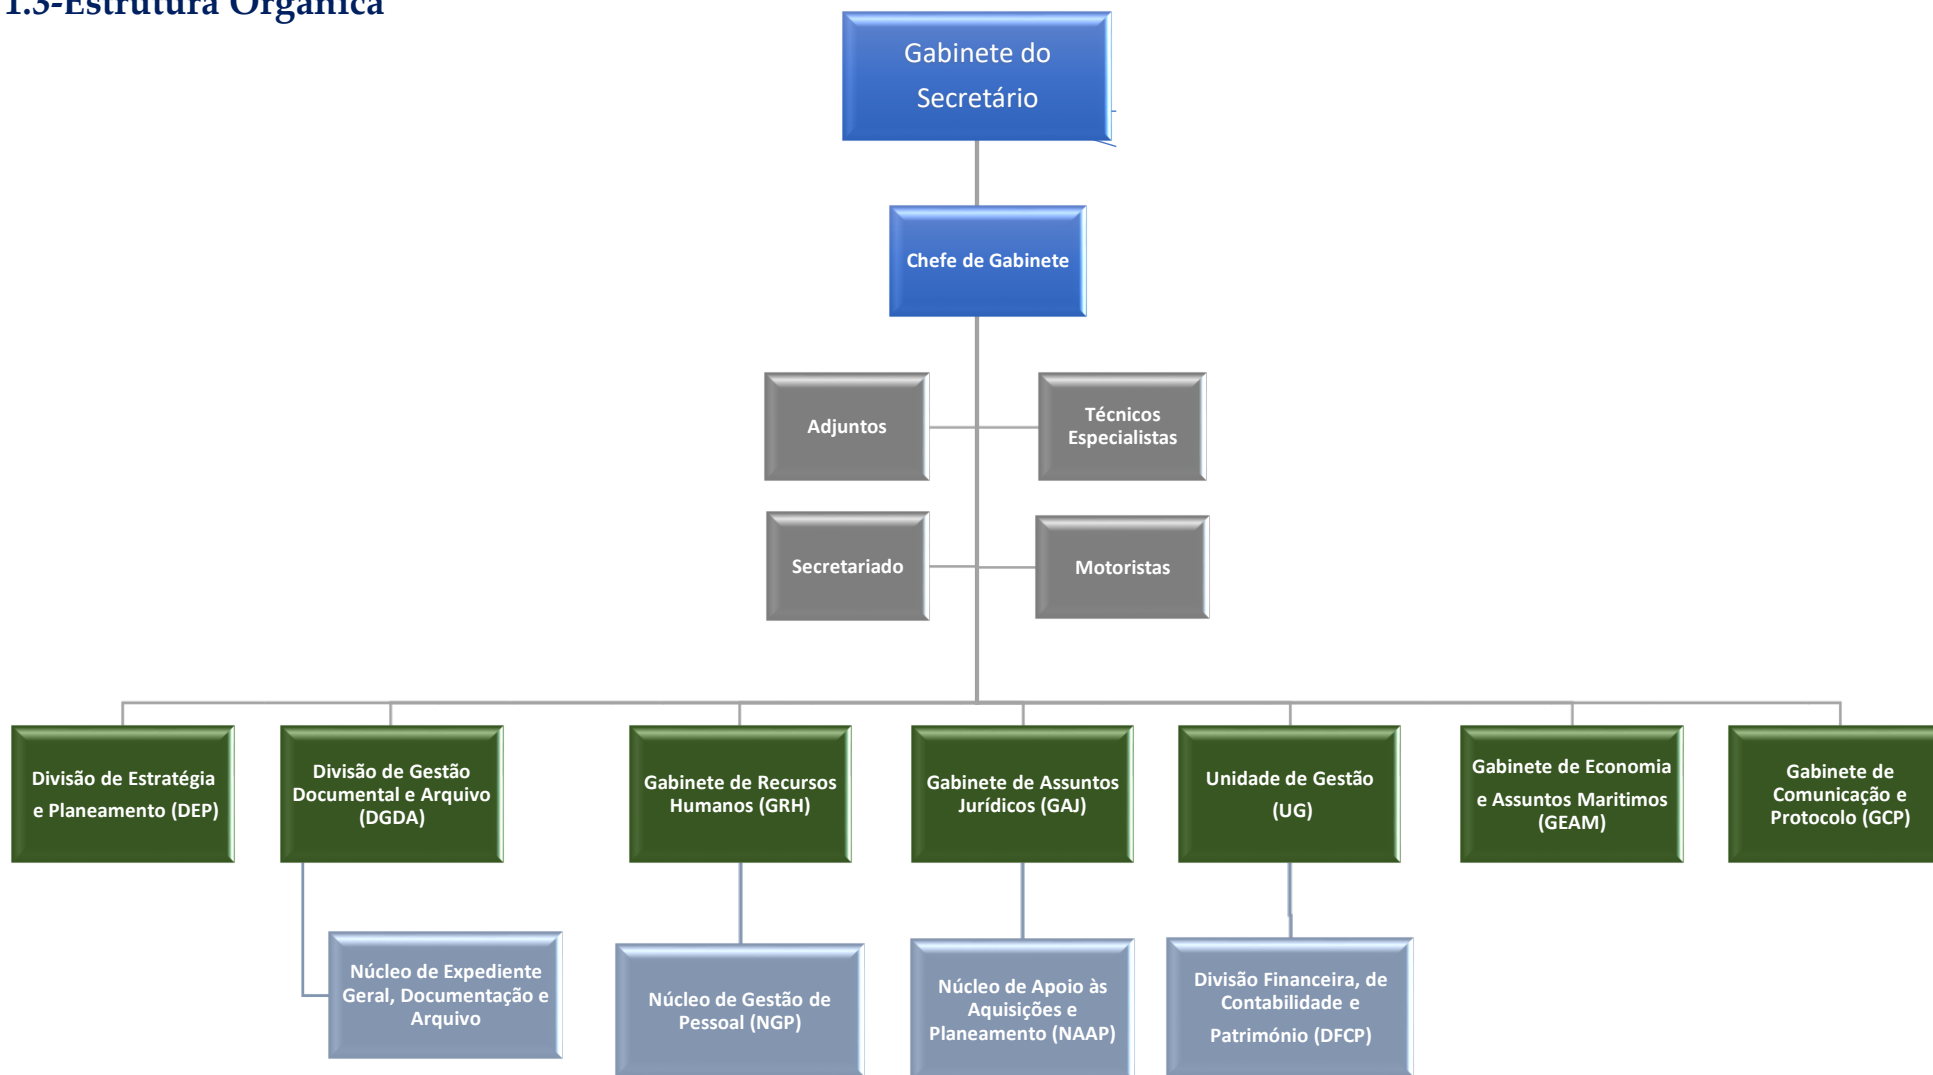 1.3-Estrutura Orgânica
Gabinete do
Secretário
Chefe de Gabinete
Adjuntos
Técnicos
Especialistas
Secretariado
Motoristas
Divisão de Estratégia
e Planeamento (DEP)
Divisão de Gestão
Documental e Arquivo
(DGDA)
Gabinete de Recursos
Humanos (GRH)
Gabinete de Assuntos
Jurídicos (GAJ)
Unidade de Gestão
(UG)
Gabinete de Economia
e Assuntos Maritimos
(GEAM)
Gabinete de
Comunicação e
Protocolo (GCP)
Núcleo de Expediente
Geral, Documentação e
Arquivo
Núcleo de Gestão de
Pessoal (NGP)
Núcleo de Apoio às
Aquisições e
Planeamento (NAAP)
Divisão Financeira, de
Contabilidade e
Património (DFCP)